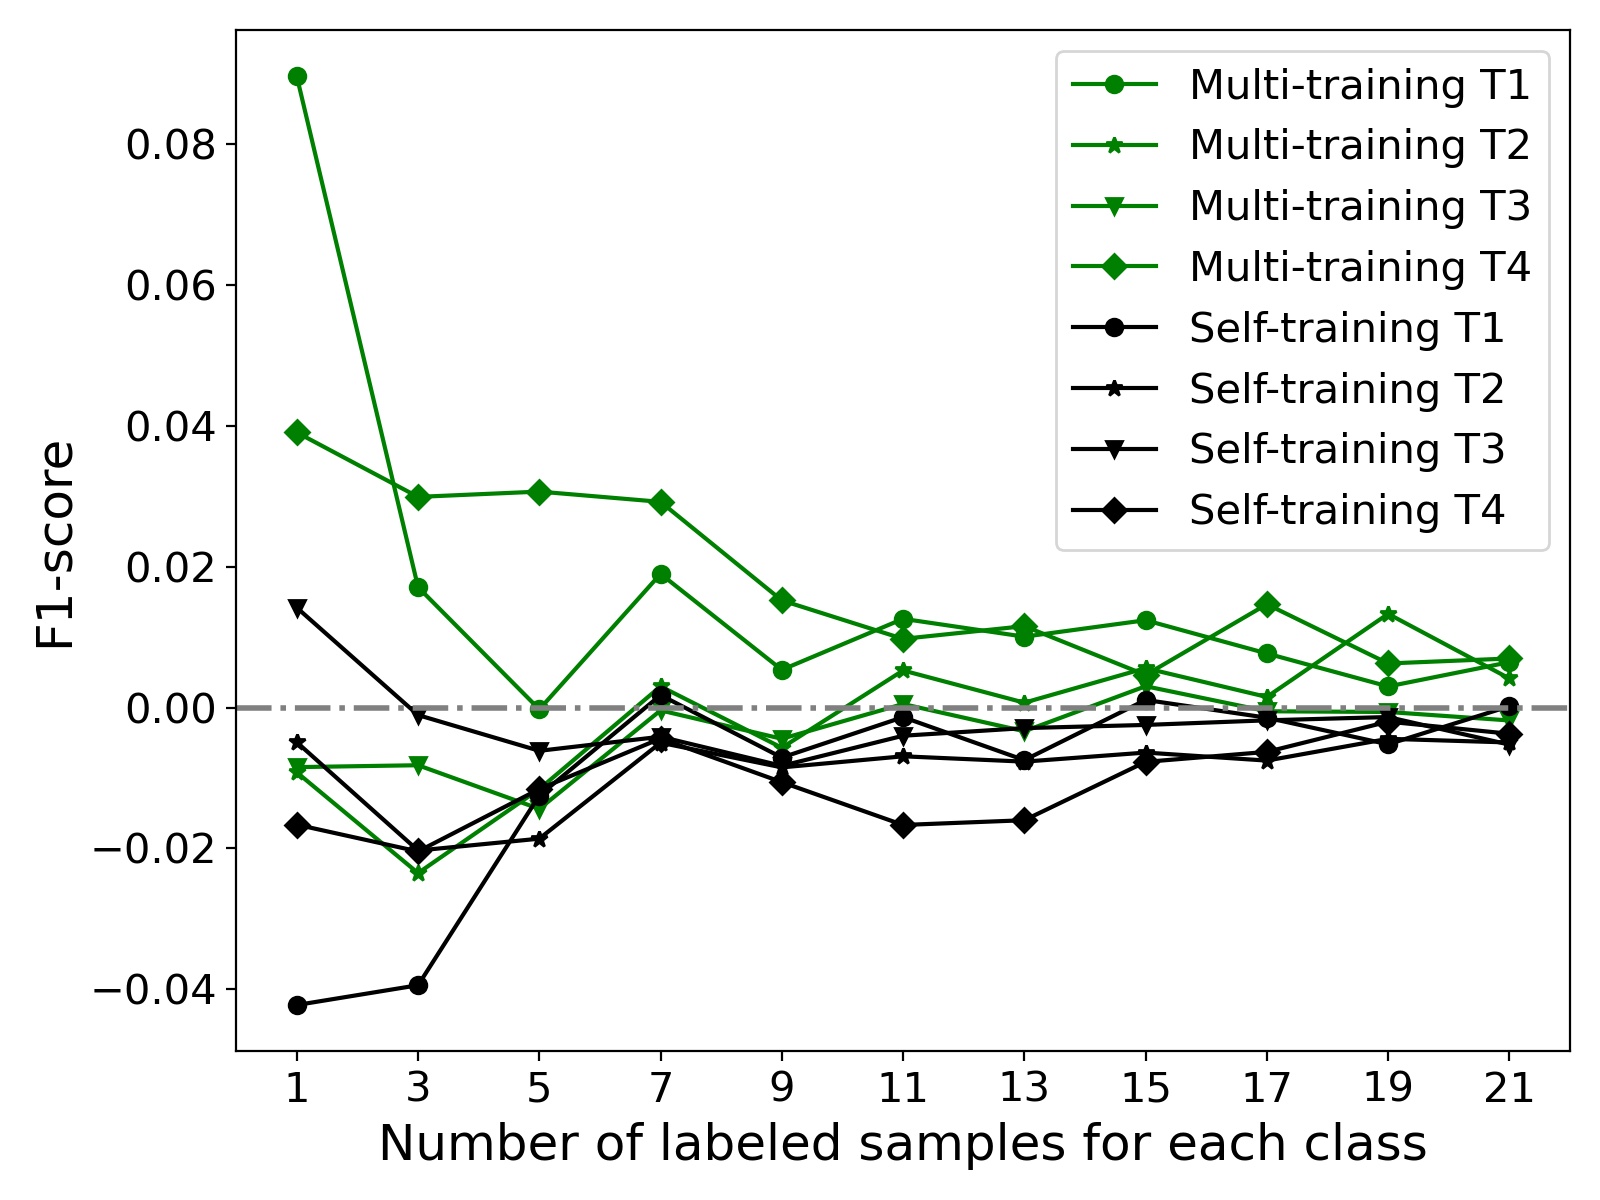 0.08
0.06
0.04
0.02
0.00
−0.02
−0.04
F1-score
1 3 5 7 9 11 13 15 17 19 21
Number of labeled samples for each class
Multi-training T1
Multi-training T2
Multi-training T3
Multi-training T4
Self-training T1
Self-training T2
Self-training T3
Self-training T4